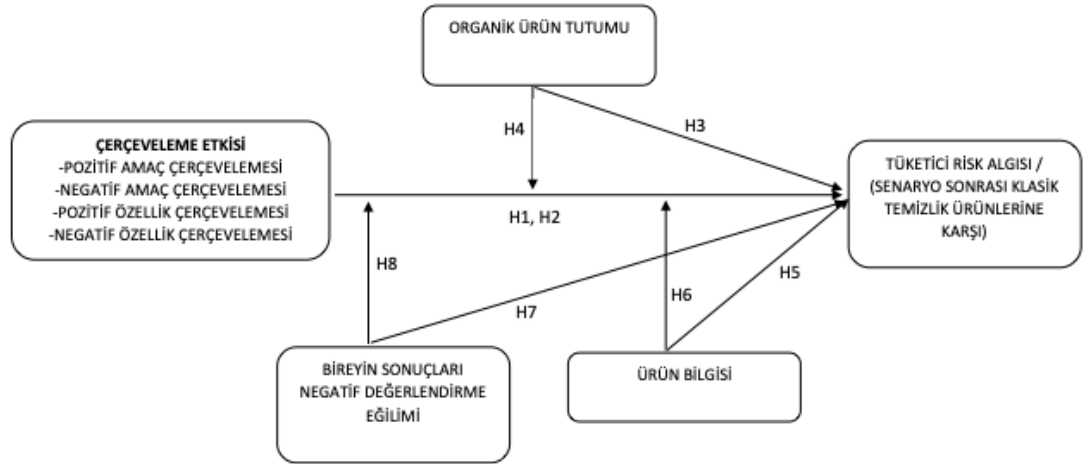 ORGANİK ÜRÜN TUTUMU
H4
H3
ÇERÇEVELEME ETKİSİ
-POZİTİF AMAÇ ÇERÇEVELEMESİ
-NEGATİF AMAÇ ÇERÇEVELEMESİ
-POZİTİF ÖZELLİK ÇERÇEVELEMESİ
-NEGATİF ÖZELLİK ÇERÇEVELEMESİ
TÜKETİCİ RİSK ALGISI /
(SENARYO SONRASI KLASİK
TEMİZLİK ÜRÜNLERİNE
KARŞI)
H1, H2
H8
H7
H6
H5
BİREYİN SONUÇLARI
NEGATİF DEĞERLENDİRME
EĞİLİMİ
ÜRÜN BİLGİSİ